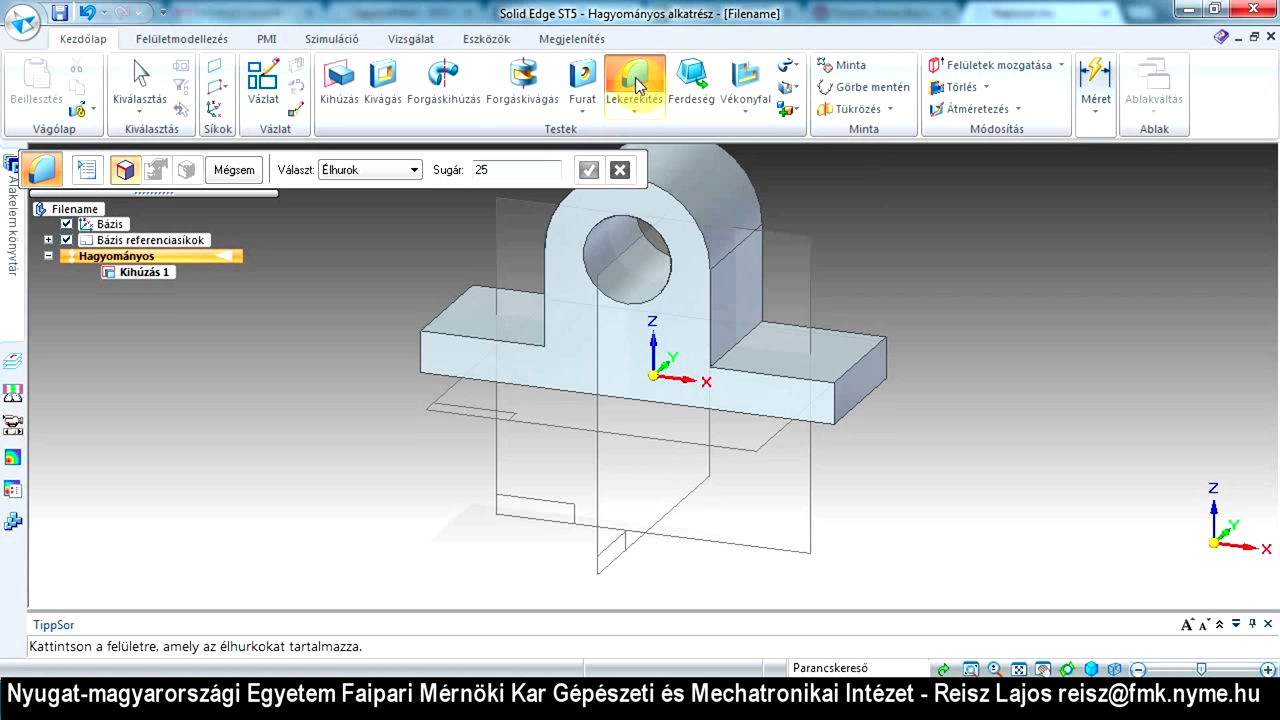 Solid Edge ST5 - Hagyományos alkatrész - [Filename]
Kezdőlap Felületmodellezés PMI Szimuláció Vizsgálat Eszközök Megjelenítés
Beillesztés Kiválasztás Vázlat Kihúzás Kivágás Forgáskihúzás Forgáskivágás Furat Lekerekítés Ferdeség Vékonyfal
Minta Felületek mozgatása
Görbe mentén Törlés
Tükrözés Átméretezés
Méret Ablakváltás
Vágólap Kiválasztás Síkok Vázlat Testek Minta Módosítás Ablak
Mégsem Választ: Élhurok Sugár: 25
Makelem könyvtár
Filename
Bázis
Bázis referenciasíkok
Hagyományos
Kihúzás 1
Z
Y
X
Z
Y
X
TippSor
Kattintson a felületre, amely az élhurkokat tartalmazza.
Parancskereső
Nyugat-magyarországi Egyetem Faipari Mérnöki Kar Gépészeti és Mechatronikai Intézet - Reisz Lajos reisz@fmk.nyme.hu